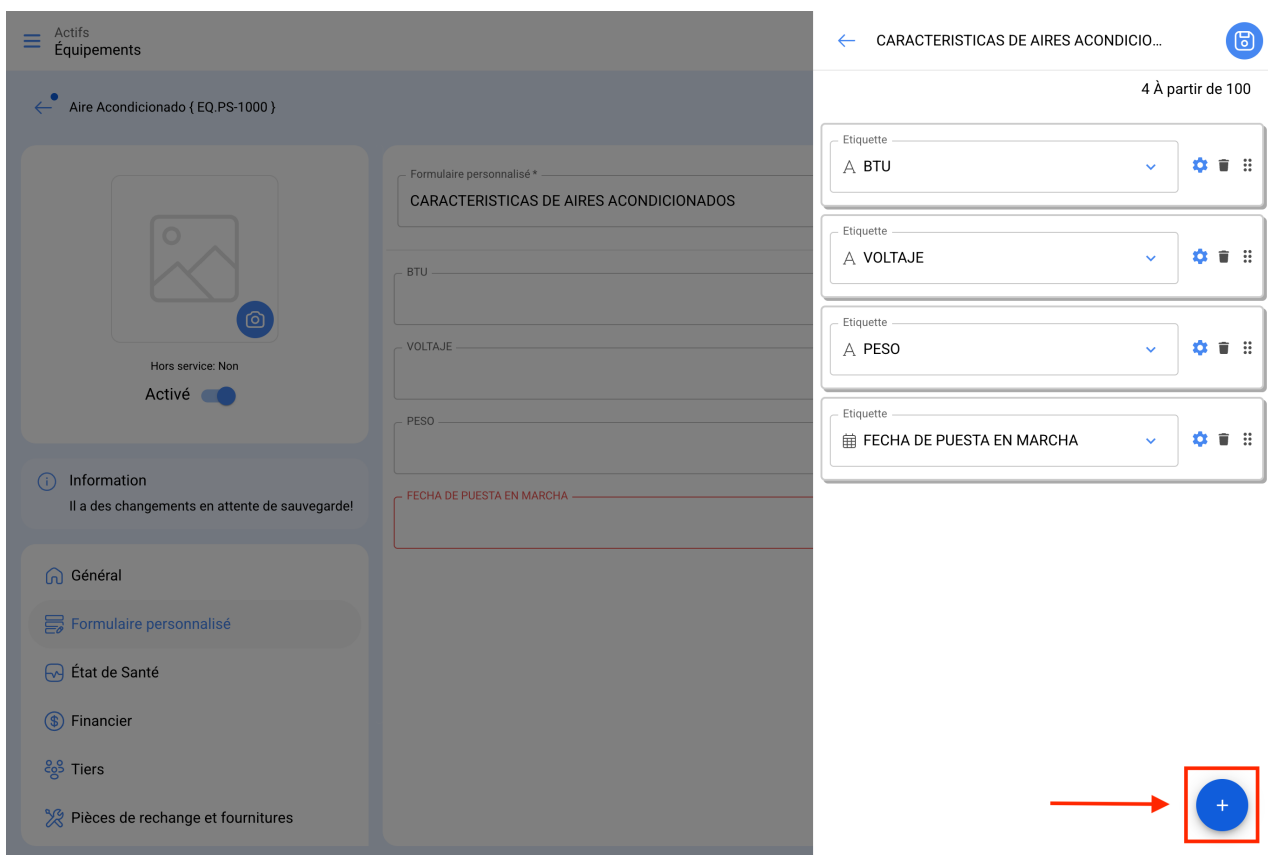 Actifs
Équipements
Aire Acondicionado { EQ.PS-1000 }
Hors service: Non
Activé
Information
Il a des changements en attente de sauvegarde!
Général
Formulaire personnalisé
État de Santé
Financier
Tiers
Pièces de rechange et fournitures
Formulaire personnalisé *
CARACTERISTICAS DE AIRES ACONDICIONADOS
BTU
VOLTAJE
PESO
FECHA DE PUESTA EN MARCHA
CARACTERISTICAS DE AIRES ACONDICIO...
4 À partir de 100
Etiquette
A BTU
Etiquette
A VOLTAJE
Etiquette
A PESO
Etiquette
FECHA DE PUESTA EN MARCHA
+